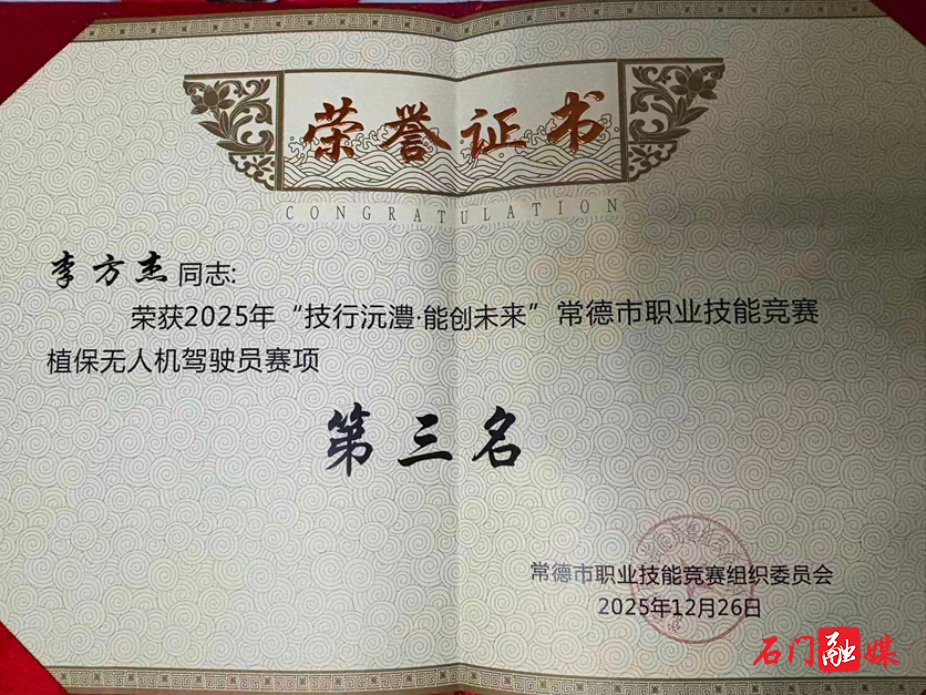 荣誉证书
CONGRATULATION
李方杰同志:
荣获2025年“技行沅澧·能创未来”常德市职业技能竞赛
植保无人机驾驶员赛项
第三名
常德市职业技能竞赛组织委员会
2025年12月26日
石门融媒